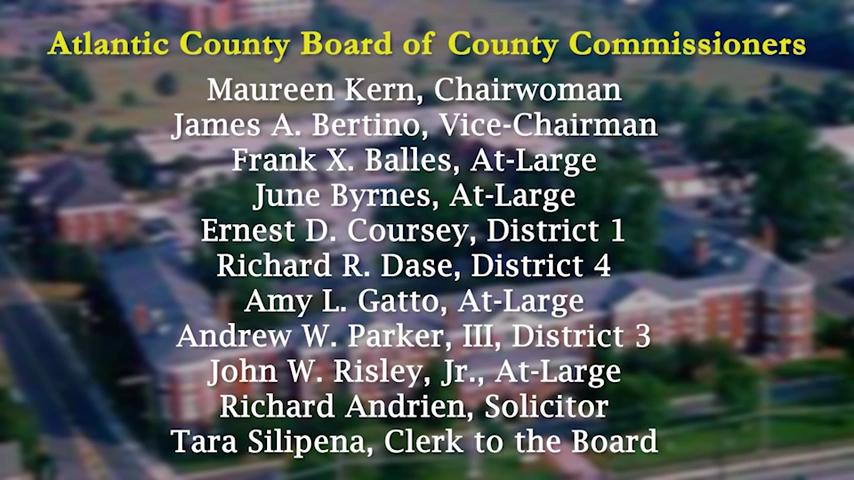 Atlantic County Board of County Commissioners
Maureen Kern, Chairwoman
James A. Bertino, Vice-Chairman
Frank X. Balles, At-Large
June Byrnes, At-Large
Ernest D. Coursey, District 1
Richard R. Dase, District 4
Amy L. Gatto, At-Large
Andrew W. Parker, III, District 3
John W. Risley, Jr., At-Large
Richard Andrien, Solicitor
Tara Silipena, Clerk to the Board